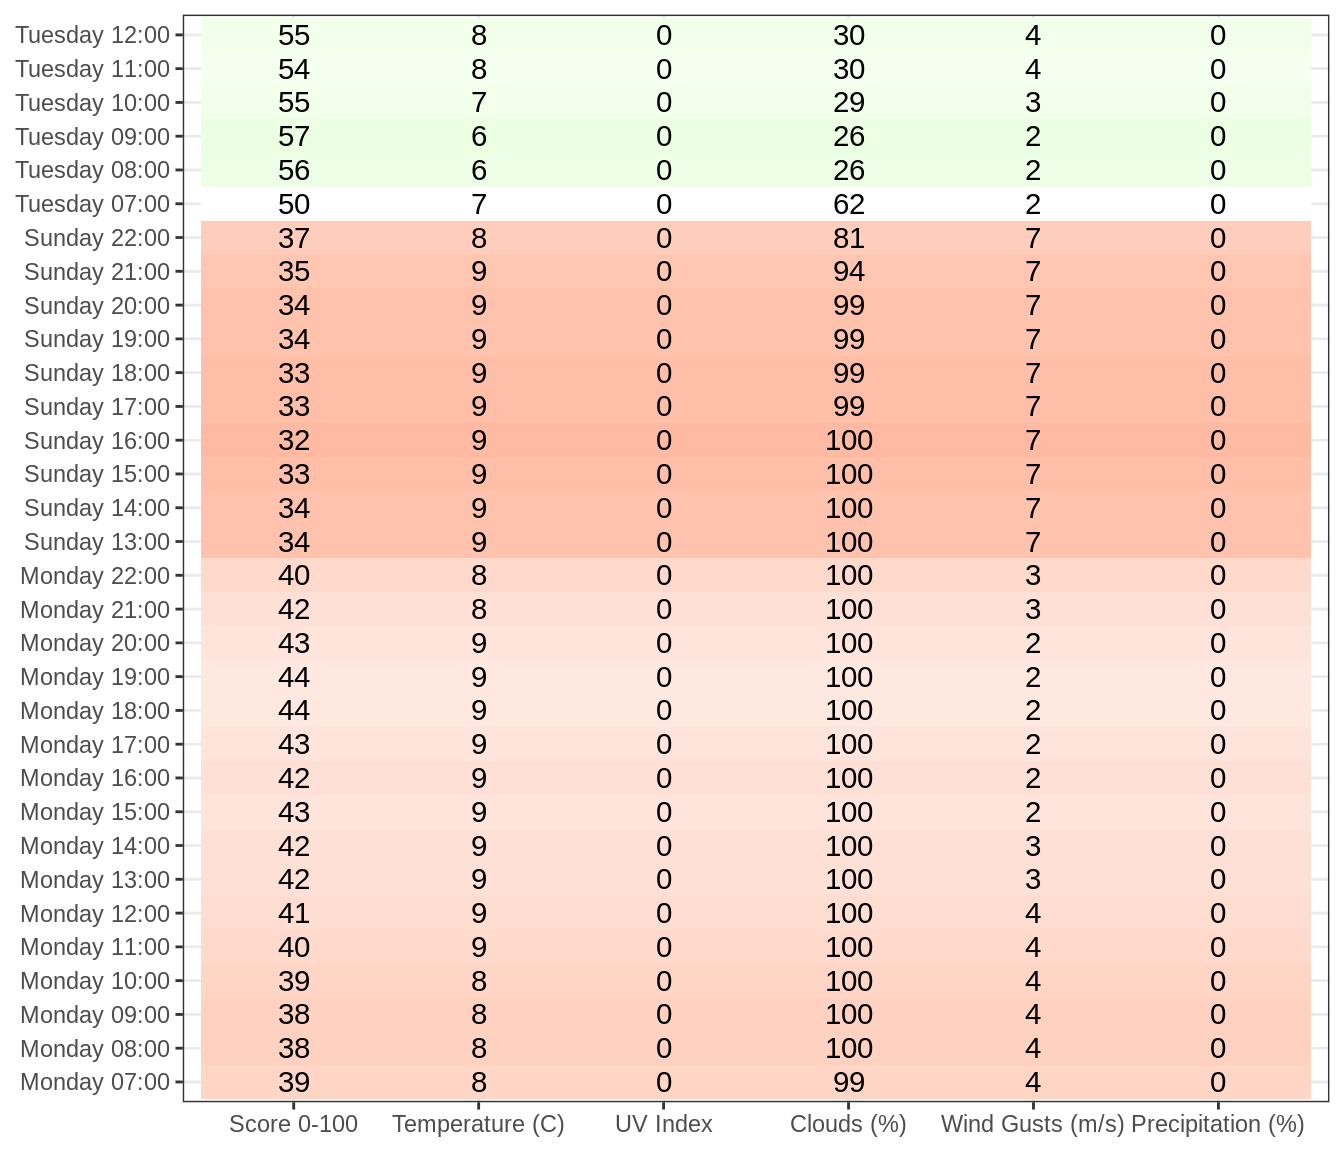 Tuesday 12:00 55 8 0 30 4 0
Tuesday 11:00 54 8 0 30 4 0
Tuesday 10:00 55 7 0 29 3 0
Tuesday 09:00 57 6 0 26 2 0
Tuesday 08:00 56 6 0 26 2 0
Tuesday 07:00 50 7 0 62 2 0
Sunday 22:00 37 8 0 81 7 0
Sunday 21:00 35 9 0 94 7 0
Sunday 20:00 34 9 0 99 7 0
Sunday 19:00 34 9 0 99 7 0
Sunday 18:00 33 9 0 99 7 0
Sunday 17:00 33 9 0 99 7 0
Sunday 16:00 32 9 0 100 7 0
Sunday 15:00 33 9 0 100 7 0
Sunday 14:00 34 9 0 100 7 0
Sunday 13:00 34 9 0 100 7 0
Monday 22:00 40 8 0 100 3 0
Monday 21:00 42 8 0 100 3 0
Monday 20:00 43 9 0 100 2 0
Monday 19:00 44 9 0 100 2 0
Monday 18:00 44 9 0 100 2 0
Monday 17:00 43 9 0 100 2 0
Monday 16:00 42 9 0 100 2 0
Monday 15:00 43 9 0 100 2 0
Monday 14:00 42 9 0 100 3 0
Monday 13:00 42 9 0 100 3 0
Monday 12:00 41 9 0 100 4 0
Monday 11:00 40 9 0 100 4 0
Monday 10:00 39 8 0 100 4 0
Monday 09:00 38 8 0 100 4 0
Monday 08:00 38 8 0 100 4 0
Monday 07:00 39 8 0 99 4 0
Score 0-100 Temperature (C) UV Index Clouds (%) Wind Gusts (m/s) Precipitation (%)